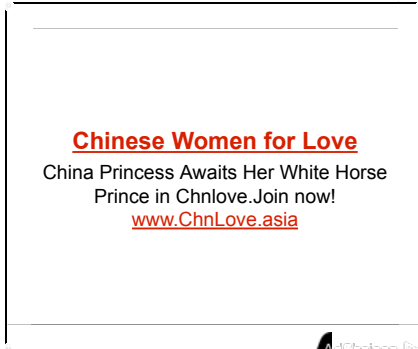 Chinese Women for Love
China Princess Awaits Her White Horse
Prince in Chnlove.Join now!
www.ChnLove.asia